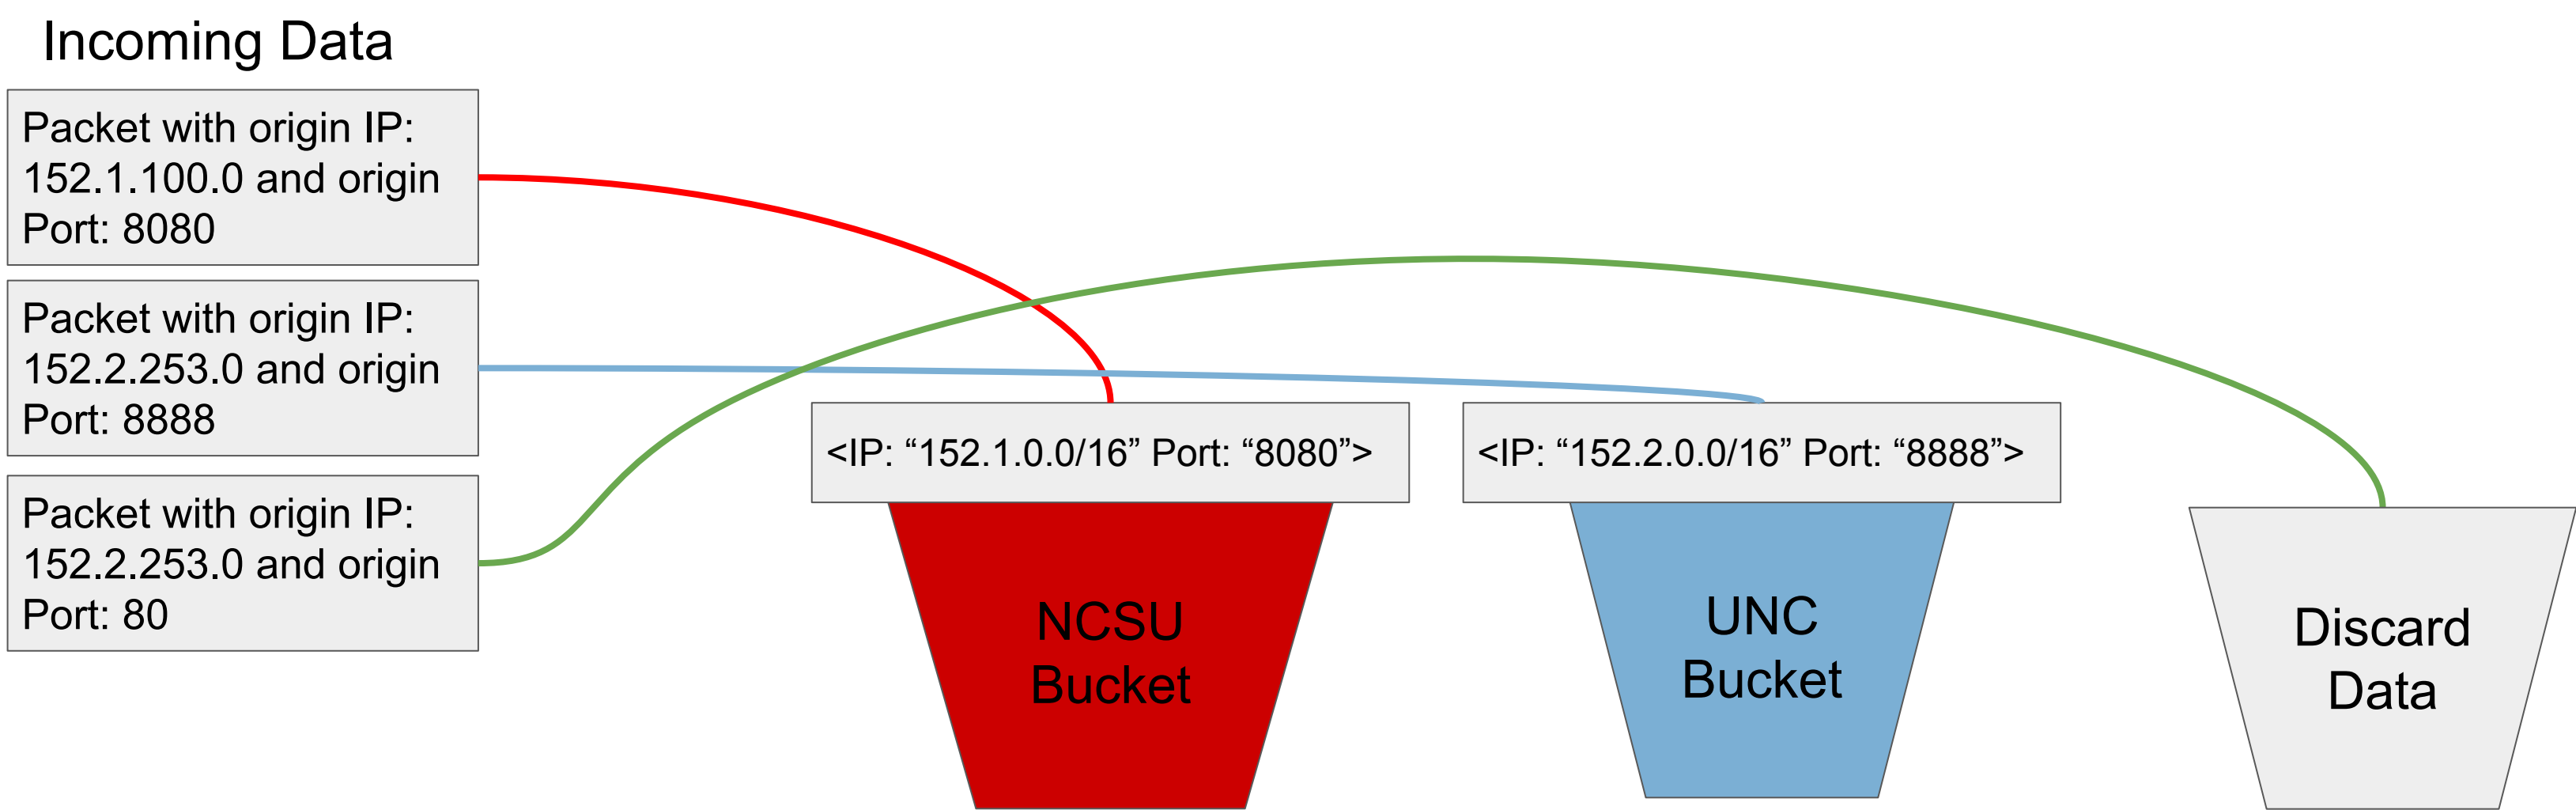 Incoming Data
Packet with origin IP:
152.1.100.0 and origin
Port: 8080
Packet with origin IP:
152.2.253.0 and origin
Port: 8888
Packet with origin IP:
152.2.253.0 and origin
Port: 80
<IP: “152.1.0.0/16” Port: “8080”>
<IP: “152.2.0.0/16” Port: “8888”>
NCSU
Bucket
UNC
Bucket
Discard
Data